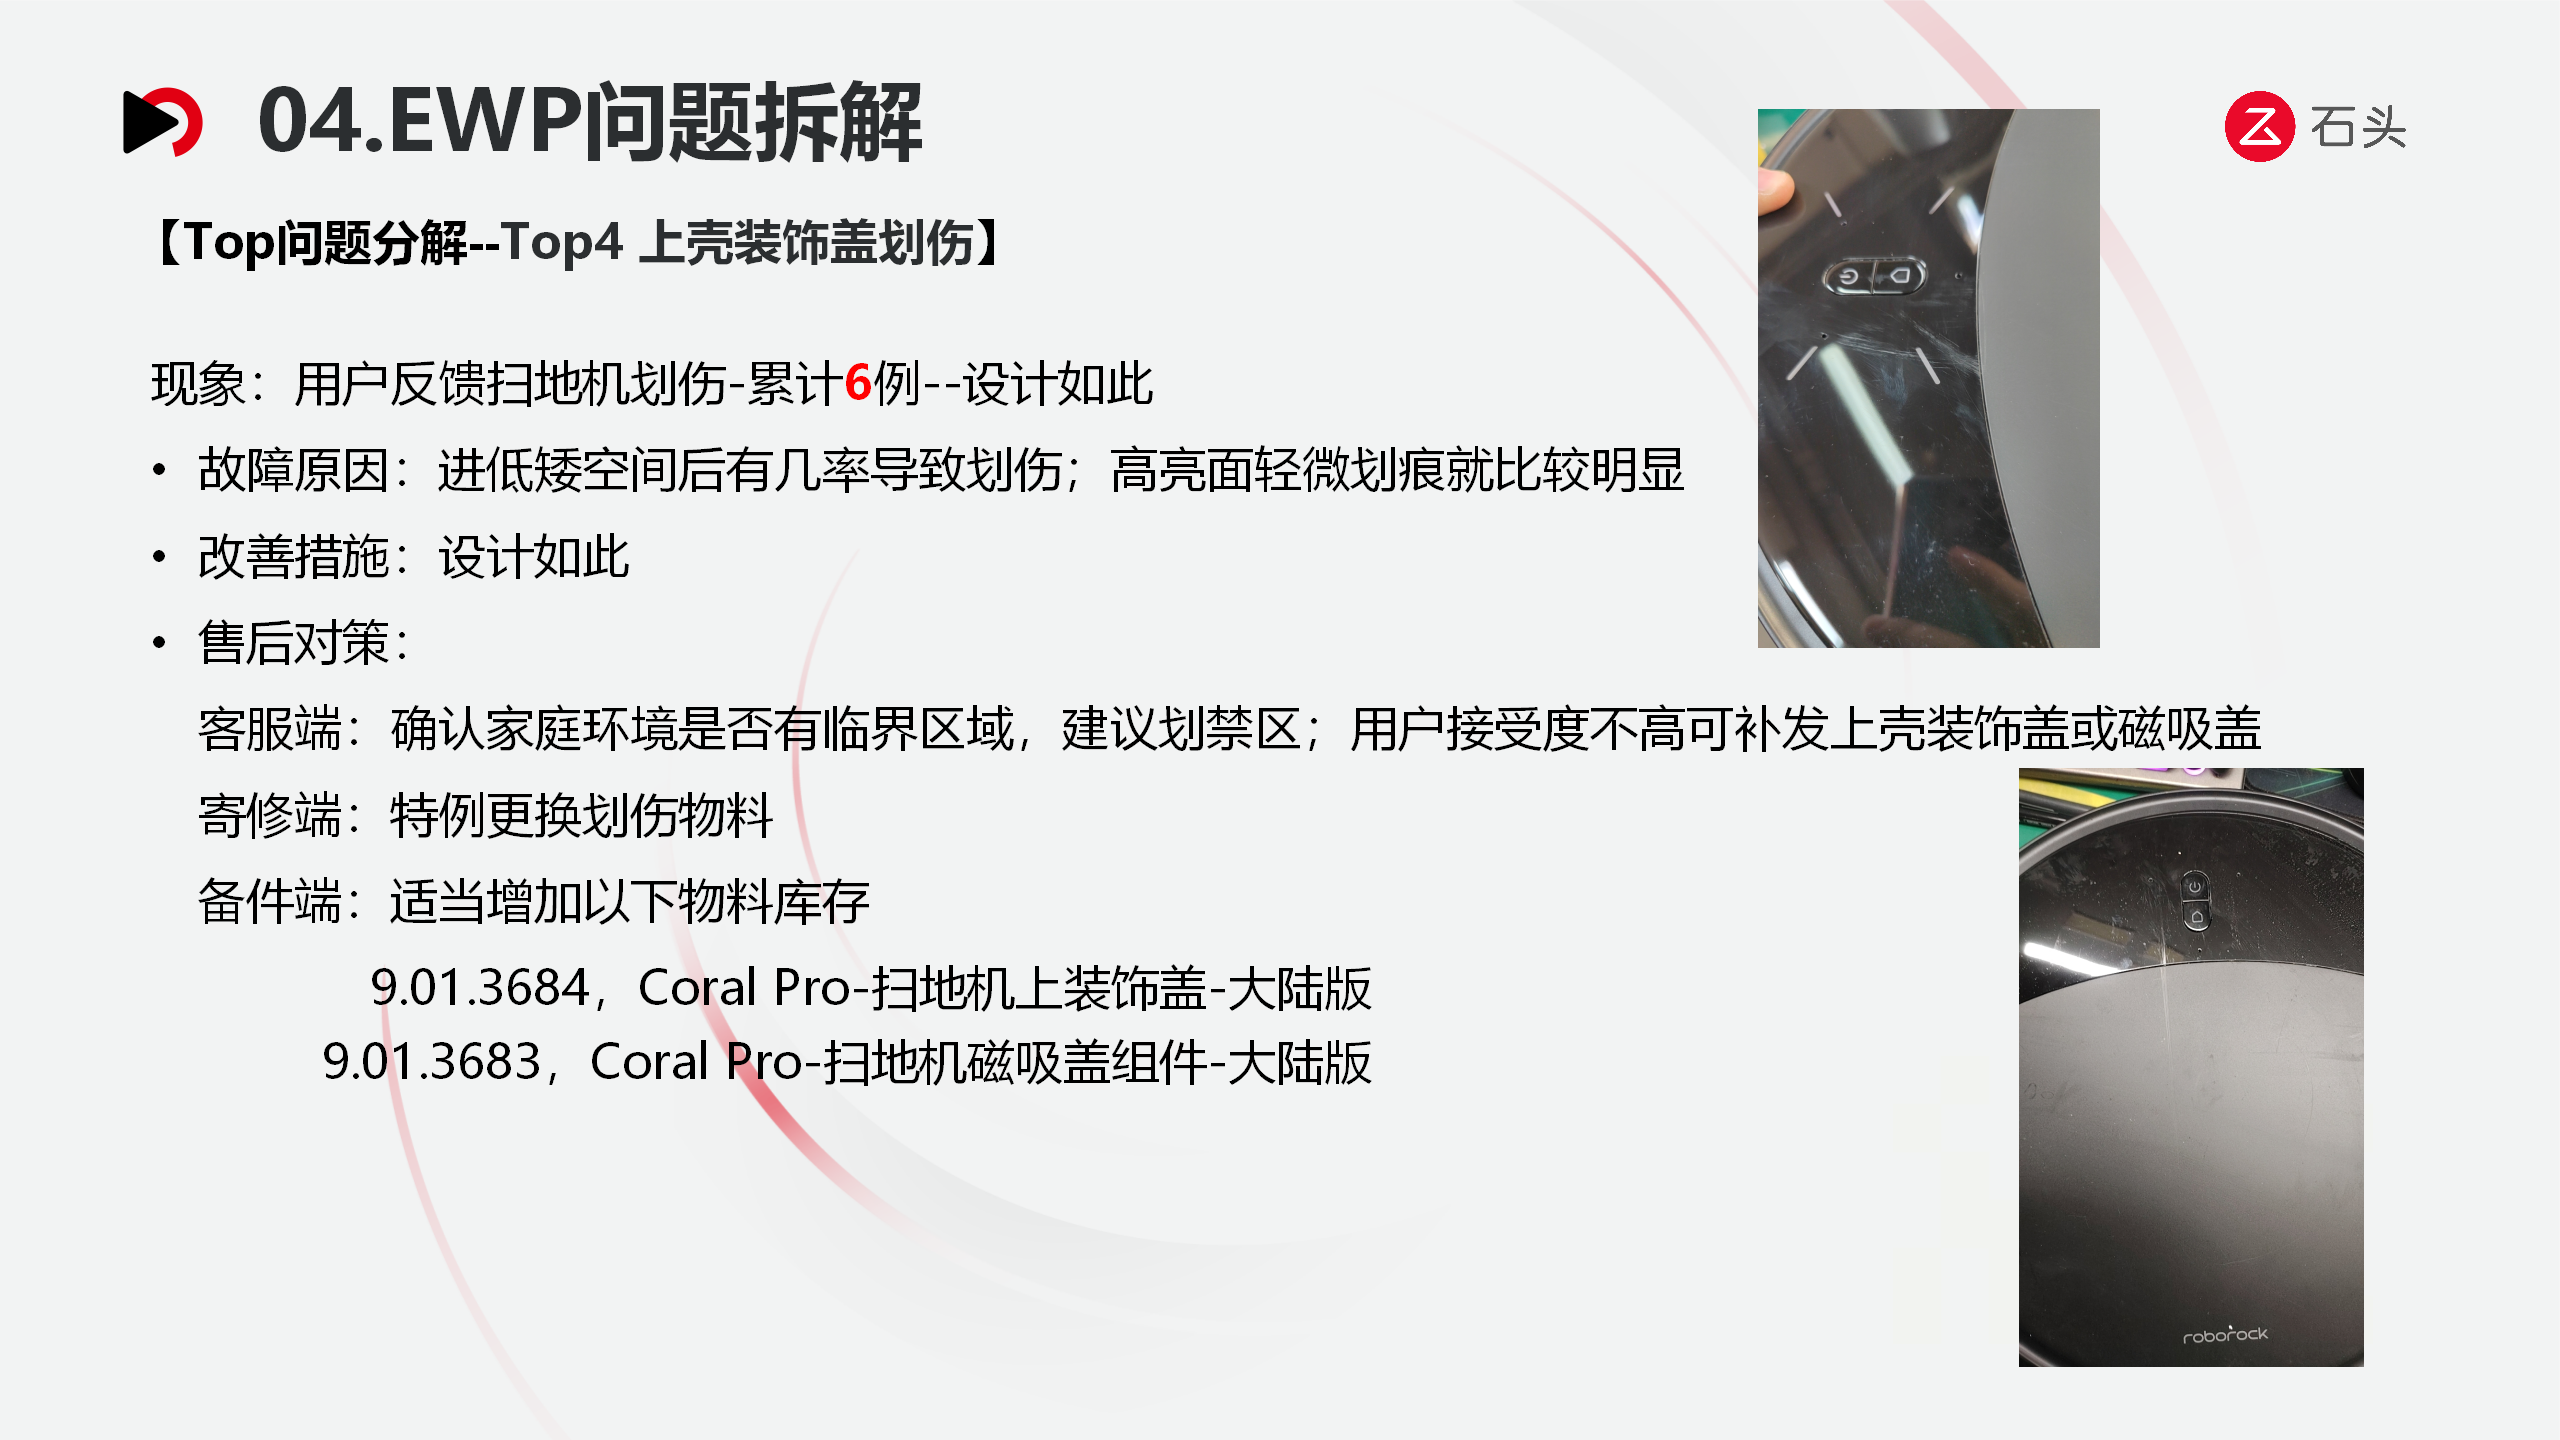 04.EWP问题拆解
石头
【Top问题分解--Top4 上壳装饰盖划伤】
现象：用户反馈扫地机划伤-累计6例--设计如此
• 故障原因：进低矮空间后有几率导致划伤；高亮面轻微划痕就比较明显
• 改善措施：设计如此
• 售后对策：
客服端：确认家庭环境是否有临界区域，建议划禁区；用户接受度不高可补发上壳装饰盖或磁吸盖
寄修端：特例更换划伤物料
备件端：适当增加以下物料库存
9.01.3684，Coral Pro-扫地机上装饰盖-大陆版
9.01.3683，Coral Pro-扫地机磁吸盖组件-大陆版
roborock